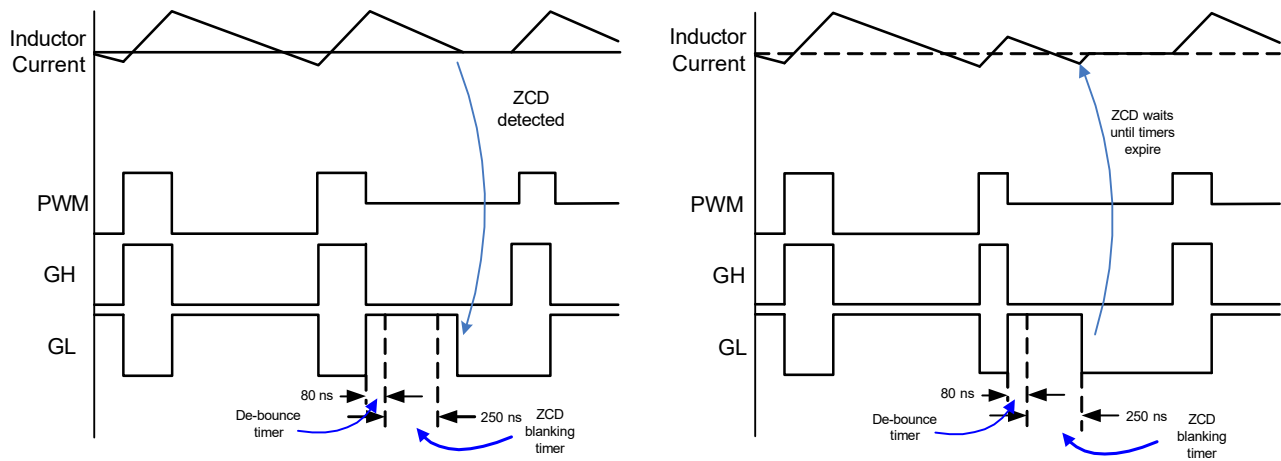 Inductor
Current
ZCD
detected
PWM
GH
GL
80 ns
De-bounce
timer
250 ns
ZCD
blanking
timer
Inductor
Current
ZCD waits
until timers
expire
PWM
GH
GL
80 ns
De-bounce
timer
250 ns
ZCD
blanking
timer